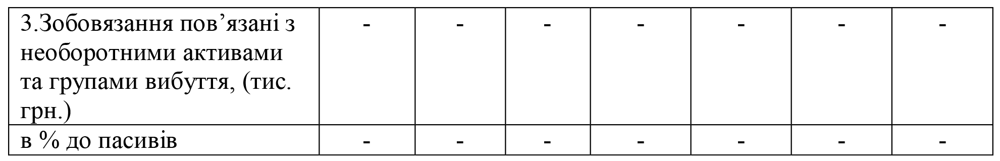 3.Зобовязання пов’язані з - - - - - - -
необоротними активами
та групами вибуття, (тис.
грн.)
в % до пасивів - - - - - - -